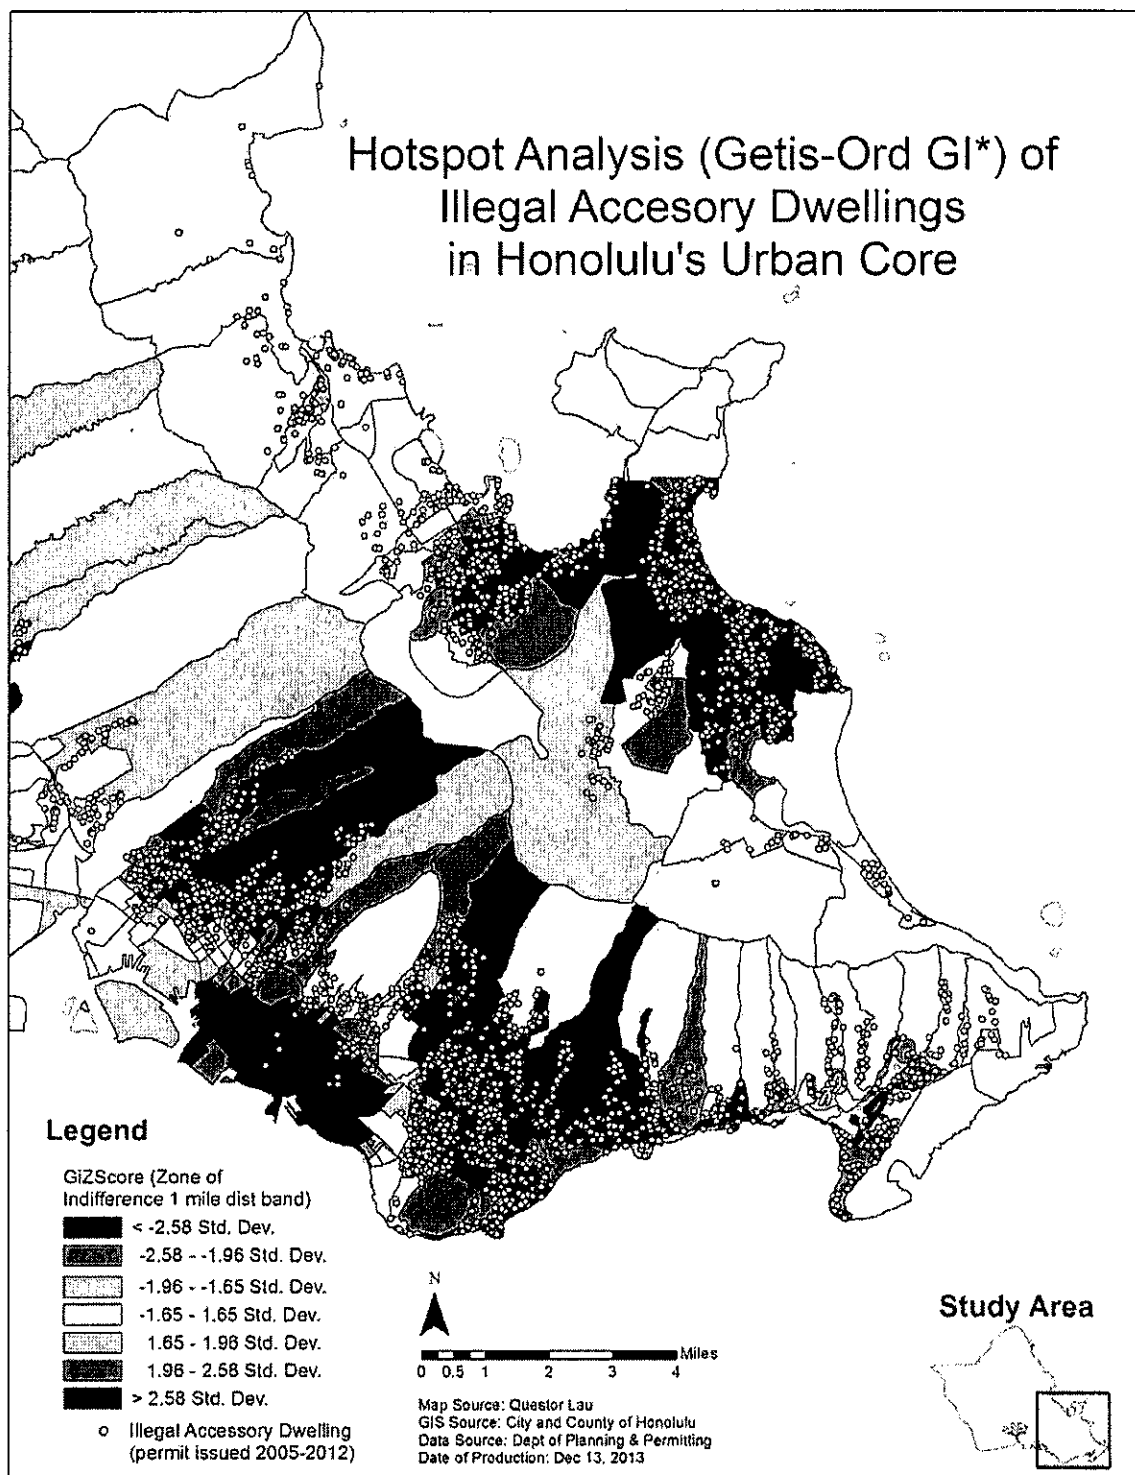 Hotspot Analysis (Getis-Ord GI*) of
Illegal Accesory Dwellings
in Honolulu's Urban Core
Legend
GiZScore (Zone of
Indifference 1 mile dist band)
< -2.58 Std. Dev.
-2.58 - -1.96 Std. Dev.
-1.96 - -1.65 Std. Dev.
-1.65 - 1.65 Std. Dev.
1.65 - 1.96 Std. Dev.
1.96 - 2.58 Std. Dev.
> 2.58 Std. Dev.
Illegal Accessory Dwelling
(permit issued 2005-2012)
N
Miles
0 0.5 1 2 3 4
Map Source: Questor Lau
GIS Source: City and County of Honolulu
Data Source: Dept of Planning & Permitting
Date of Production: Dec 13, 2013
Study Area